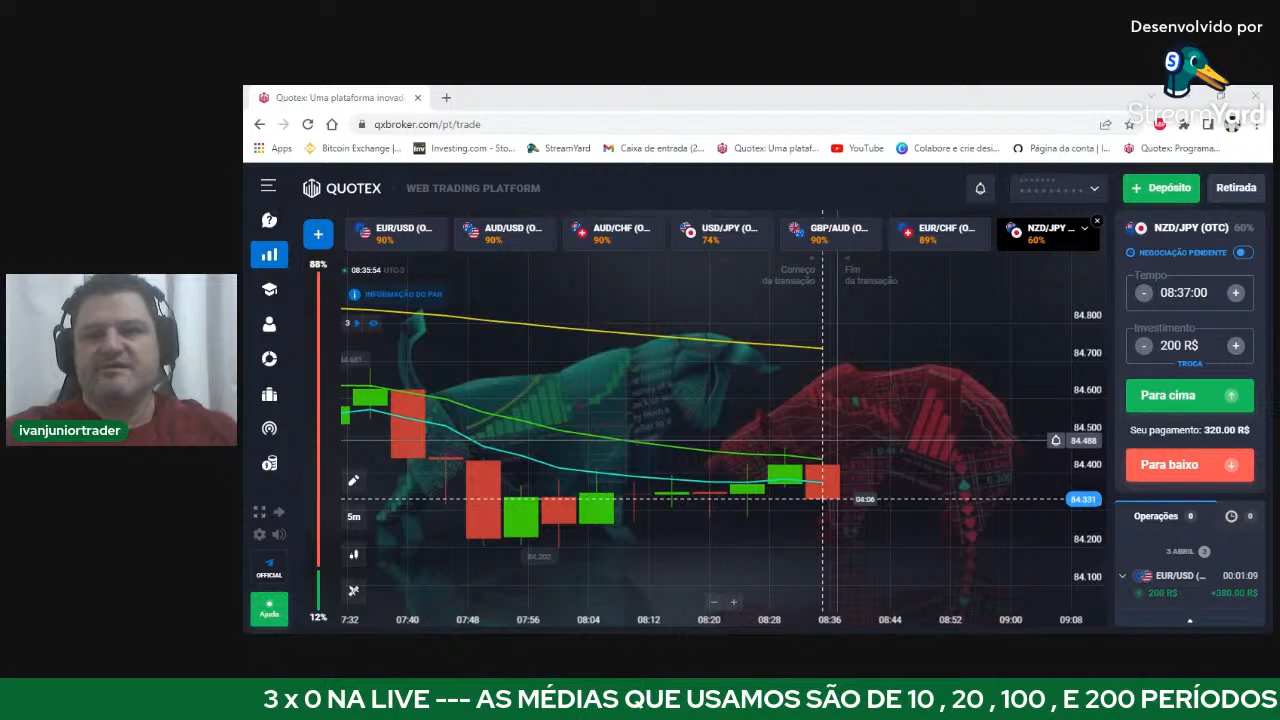 Desenvolvido por
StreamYard
Quotex: Uma plataforma inovad
qxbroker.com/pt/trade
Apps
Bitcoin Exchange |...
Investing.com - Sto...
StreamYard
Caixa de entrada (2...
Quotex: Uma plataf...
YouTube
Colabore e crie desi...
Página da conta | I...
Quotex: Programa...
QUOTEX
WEB TRADING PLATFORM
Depósito
Retirada
EUR/USD (O...
90%
AUD/USD (O...
90%
AUD/CHF (O...
90%
USD/JPY (O...
74%
GBP/AUD (O...
90%
EUR/CHF (O...
89%
NZD/JPY ...
60%
NZD/JPY (OTC) 60%
NEGOCIAÇÃO PENDENTE
Tempo
- 08:37:00 +
Investimento
- 200 R$ +
TROCA
Para cima
Seu pagamento: 320.00 R$
Para baixo
Operações 0
0
3 ABRIL 3
EUR/USD (... 00:01:09
200 R$ +380.00 R$
88%
08:35:54 UTC-3
INFORMAÇÃO DO PAR
3
Começo
da transação
Fim
da transação
84.800
84.700
84.600
84.500
84.488
84.400
84.331
84.200
84.100
04:06
84.202
5m
OFFICIAL
Ajuda
12%
7:32 07:40 07:48 07:56 08:04 08:12 08:20 08:28 08:36 08:44 08:52 09:00 09:08
ivanjuniortrader
3 x 0 NA LIVE --- AS MÉDIAS QUE USAMOS SÃO DE 10 , 20 , 100 , E 200 PERÍODOS